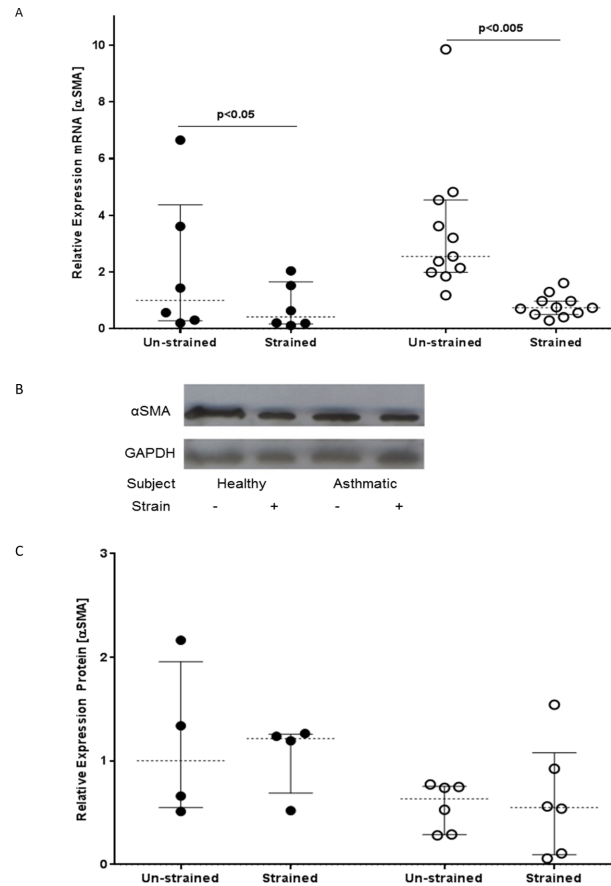 A
Relative Expression mRNA [αSMA]
10
8
6
4
2
0
p<0.05
p<0.005
Un-strained
Strained
Un-strained
Strained
B
αSMA
GAPDH
Subject Healthy Asthmatic
Strain - + - +
C
Relative Expression Protein [αSMA]
3
2
1
0
Un-strained
Strained
Un-strained
Strained